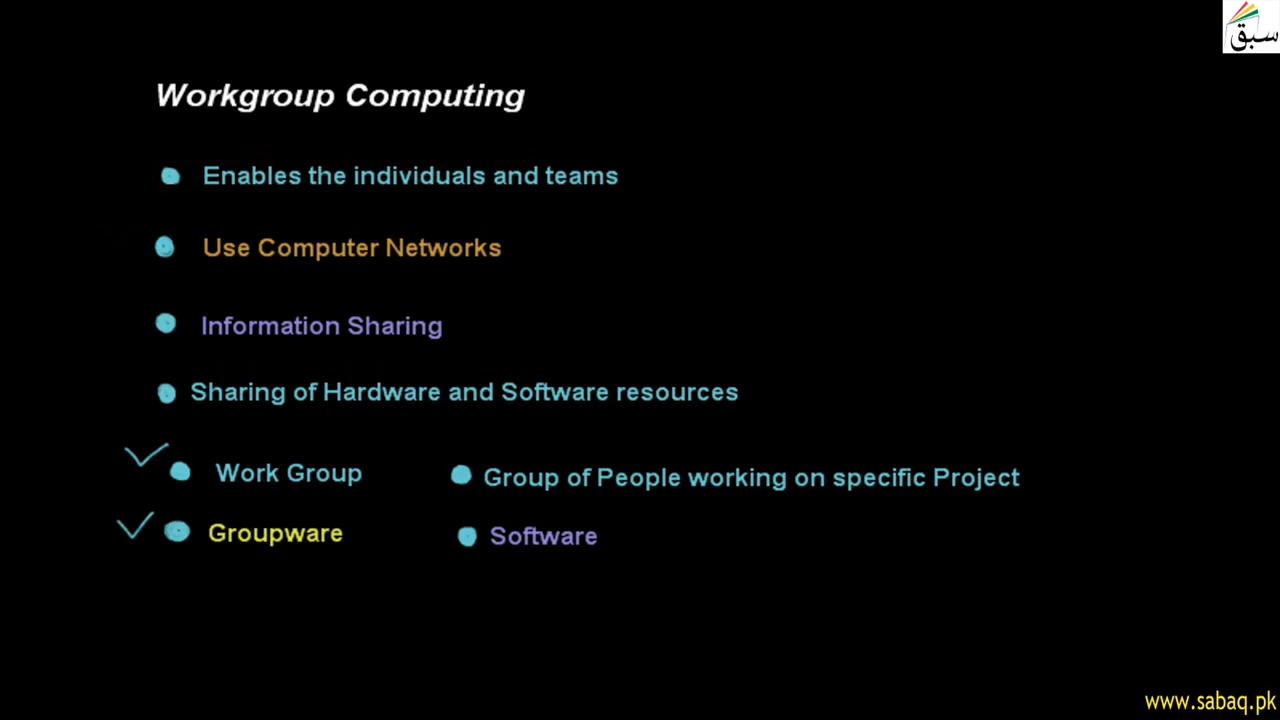 سبق
Workgroup Computing
Enables the individuals and teams
Use Computer Networks
Information Sharing
Sharing of Hardware and Software resources
Work Group
Group of People working on specific Project
Groupware
Software
www.sabaq.pk